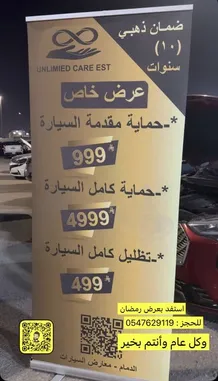 ضمان ذهبي
(١٠)
سنوات
UNLIMIED CARE EST
عرض خاص
*-حماية مقدمة السيارة
999
*-حماية كامل السيارة
4999
*-تظليل كامل السيارة
499
استفد بعرض رمضان
للحجز : 0547629119
وكل عام وأنتم بخير
الدمام - معارض السيارات